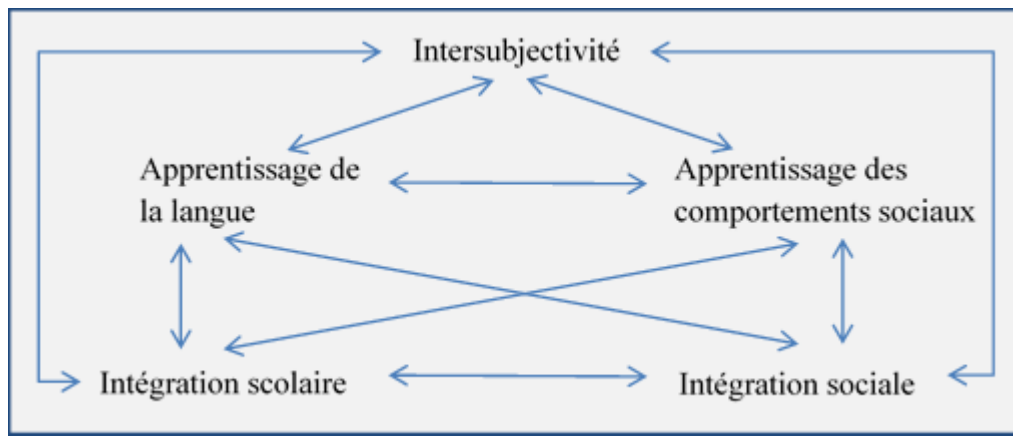 Intersubjectivité
Apprentissage de
la langue
Apprentissage des
comportements sociaux
Intégration scolaire
Intégration sociale